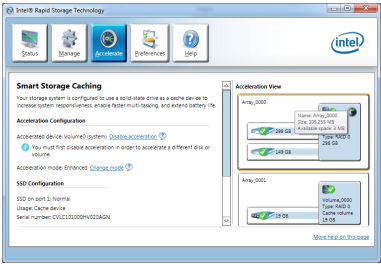 Intel® Rapid Storage Technology
Status
Manage
Accelerate
Preferences
Help
intel
Smart Storage Caching
Your storage system is configured to use a solid-state drive as a cache device to
increase system responsiveness, enable faster multi-tasking, and extend battery life.
Acceleration Configuration
Accelerated device: Volume0 (system) Disable acceleration ?
You must first disable acceleration in order to accelerate a different disk or
volume.
Acceleration mode: Enhanced Change mode ?
SSD Configuration
SSD on port 1: Normal
Usage: Cache device
Serial number: CVLC101000HV020AGN
Acceleration View
Array_0000
Name: Array_0000
Size: 305,255 MB
Available space: 3 MB
298 GB
Type: RAID 0
298 GB
149 GB
Array_0001
Volume_0000
Type: RAID 0
Cache volume
19 GB
19 GB
More help on this page